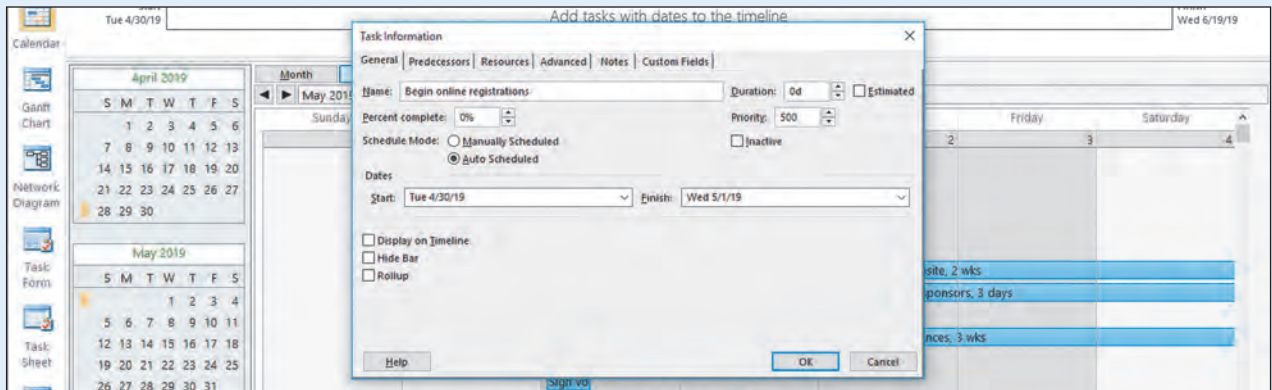 Start
Tue 4/30/19
Add tasks with dates to the timeline
Finish
Wed 6/19/19
Calendar
Gantt
Chart
Network
Diagram
Task
Form
Task
Sheet
April 2019
S M T W T F S
1 2 3 4 5 6
7 8 9 10 11 12 13
14 15 16 17 18 19 20
21 22 23 24 25 26 27
28 29 30
May 2019
S M T W T F S
1 2 3 4
5 6 7 8 9 10 11
12 13 14 15 16 17 18
19 20 21 22 23 24 25
26 27 28 29 30 31
Month
May 201
Sunday
Friday
Saturday
2 3 4
Task Information
General Predecessors Resources Advanced Notes Custom Fields
Name: Begin online registrations Duration: 0d Estimated
Percent complete: 0% Priority: 500
Schedule Mode: Manually Scheduled Inactive
Auto Scheduled
Dates
Start: Tue 4/30/19 Finish: Wed 5/1/19
Display on Timeline
Hide Bar
Rollup
Help OK Cancel
site, 2 wks
ponsors, 3 days
nces, 3 wks
Sign vo